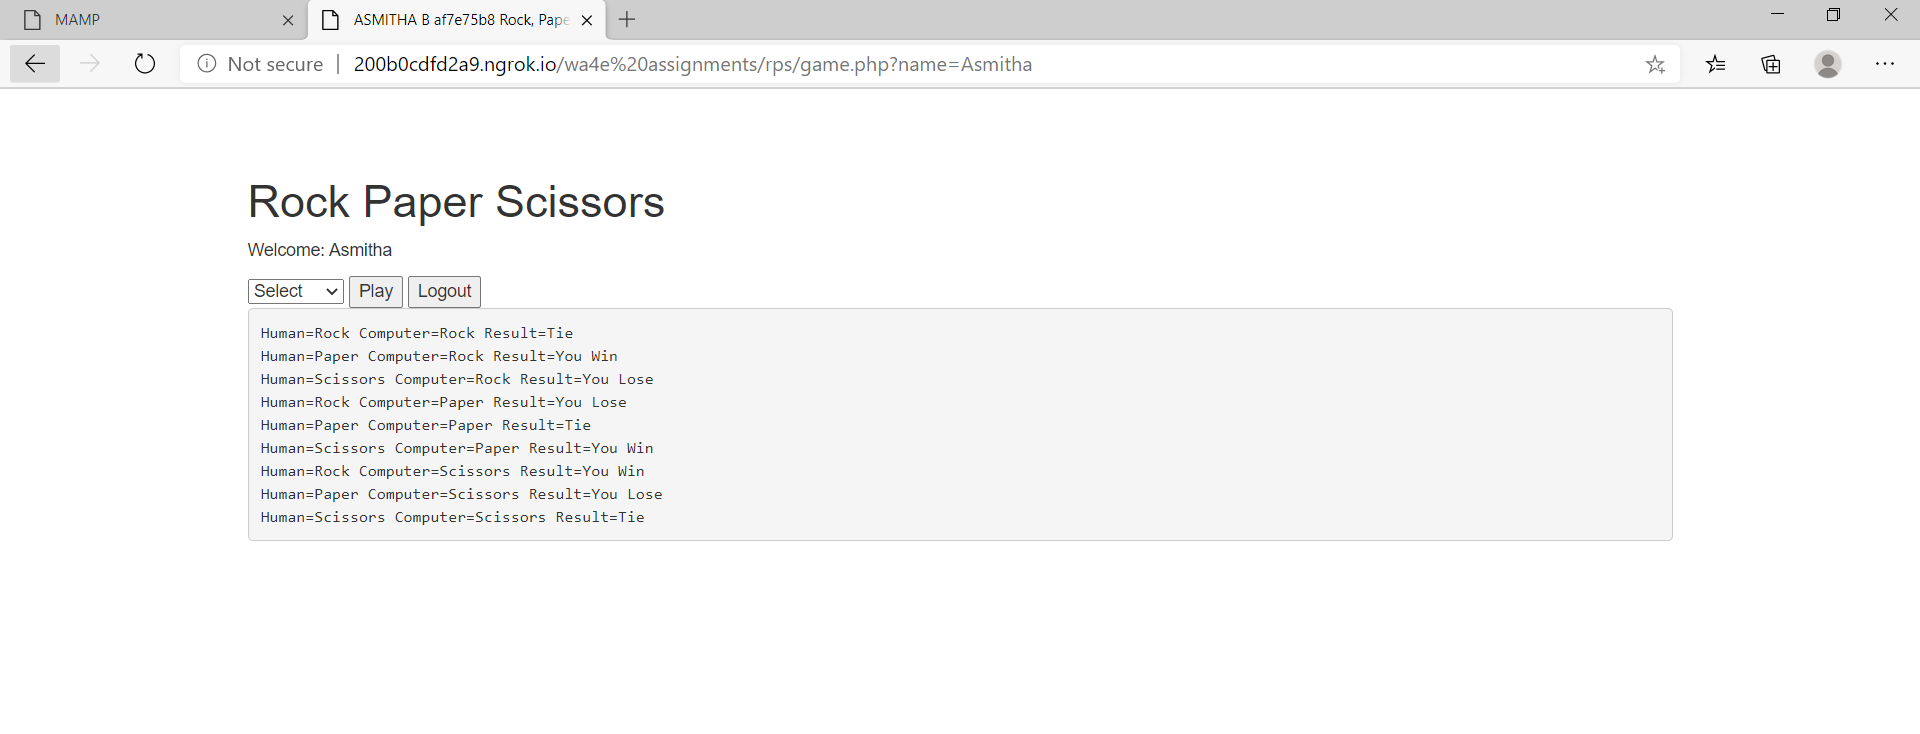 MAMP
ASMITHA B af7e75b8 Rock, Pape
Not secure | 200b0cdfd2a9.ngrok.io/wa4e%20assignments/rps/game.php?name=Asmitha
Rock Paper Scissors
Welcome: Asmitha
Select Play Logout
Human=Rock Computer=Rock Result=Tie
Human=Paper Computer=Rock Result=You Win
Human=Scissors Computer=Rock Result=You Lose
Human=Rock Computer=Paper Result=You Lose
Human=Paper Computer=Paper Result=Tie
Human=Scissors Computer=Paper Result=You Win
Human=Rock Computer=Scissors Result=You Win
Human=Paper Computer=Scissors Result=You Lose
Human=Scissors Computer=Scissors Result=Tie